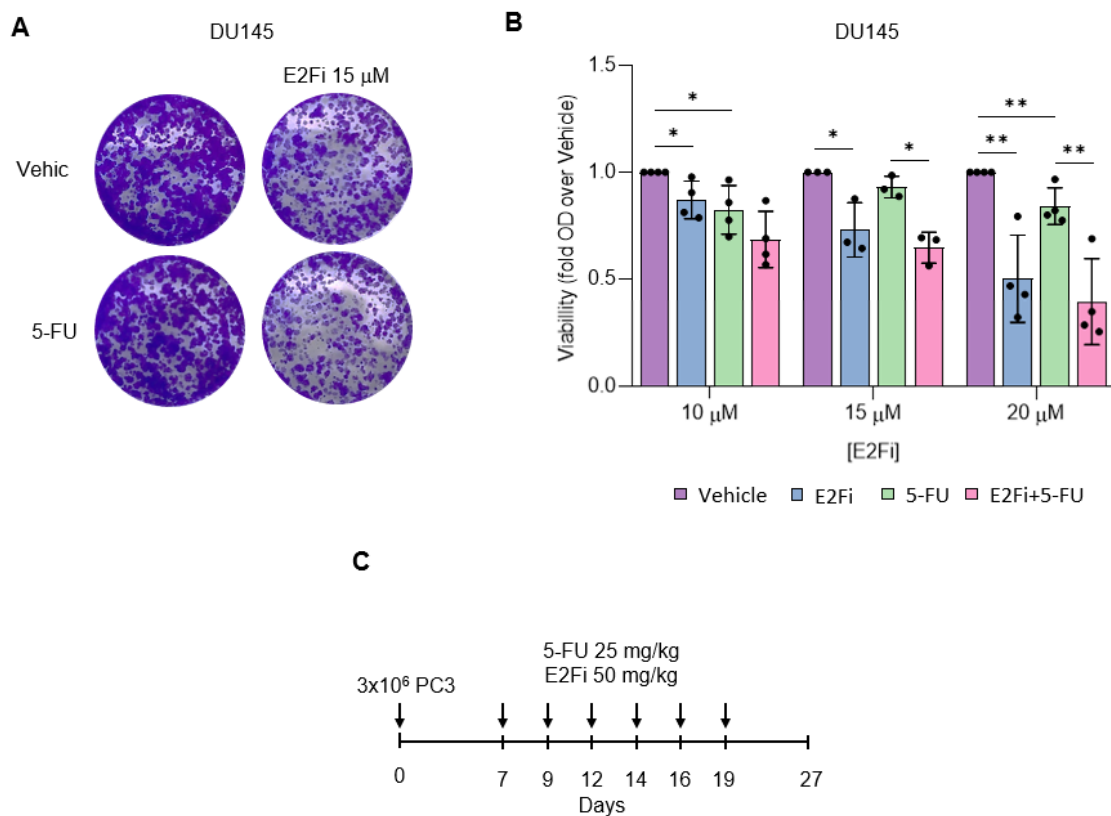 A
DU145
E2Fi 15 μM
Vehic
5-FU
B
DU145
Viabillity (fold OD over Vehicle)
1.5
1.0
0.5
0.0
* * * * ** ** **
10 μM 15 μM 20 μM
[E2Fi]
Vehicle E2Fi 5-FU E2Fi+5-FU
C
5-FU 25 mg/kg
E2Fi 50 mg/kg
3x10⁶ PC3
0 7 9 12 14 16 19 27
Days